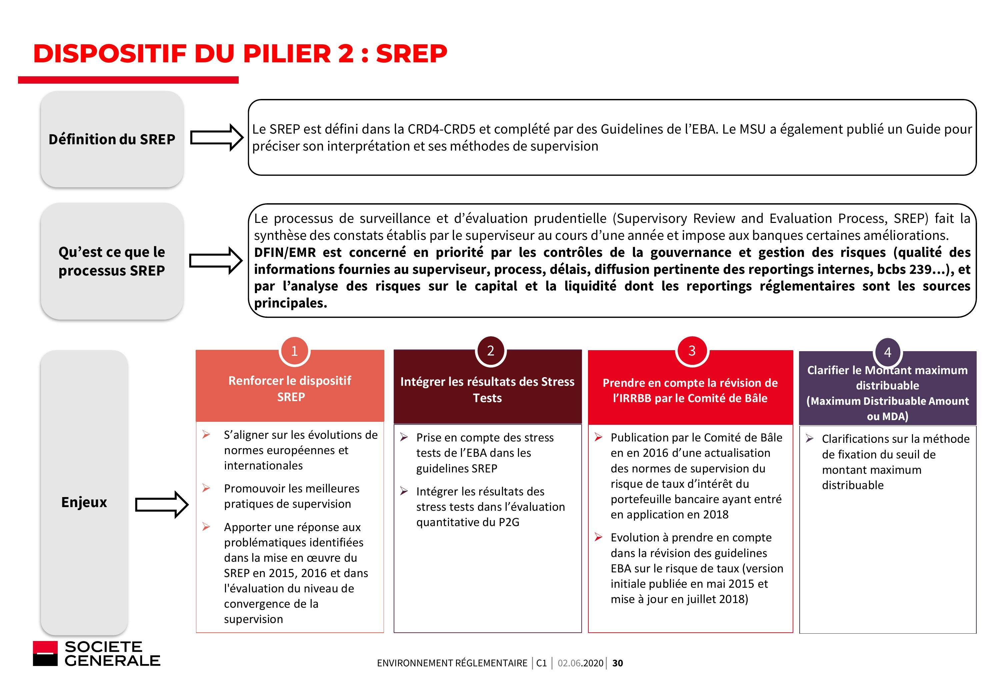 DISPOSITIF DU PILIER 2 : SREP
Définition du SREP
Le SREP est défini dans la CRD4-CRD5 et complété par des Guidelines de l’EBA. Le MSU a également publié un Guide pour
préciser son interprétation et ses méthodes de supervision
Qu’est ce que le
processus SREP
Le processus de surveillance et d’évaluation prudentielle (Supervisory Review and Evaluation Process, SREP) fait la
synthèse des constats établis par le superviseur au cours d’une année et impose aux banques certaines améliorations.
DFIN/EMR est concerné en priorité par les contrôles de la gouvernance et gestion des risques (qualité des
informations fournies au superviseur, process, délais, diffusion pertinente des reportings internes, bcbs 239…), et
par l’analyse des risques sur le capital et la liquidité dont les reportings réglementaires sont les sources
principales.
Enjeux
1
Renforcer le dispositif
SREP
S’aligner sur les évolutions de
normes européennes et
internationales
Promouvoir les meilleures
pratiques de supervision
Apporter une réponse aux
problématiques identifiées
dans la mise en œuvre du
SREP en 2015, 2016 et dans
l'évaluation du niveau de
convergence de la
supervision
2
Intégrer les résultats des Stress
Tests
Prise en compte des stress
tests de l’EBA dans les
guidelines SREP
Intégrer les résultats des
stress tests dans l’évaluation
quantitative du P2G
3
Prendre en compte la révision de
l’IRRBB par le Comité de Bâle
Publication par le Comité de Bâle
en en 2016 d’une actualisation
des normes de supervision du
risque de taux d’intérêt du
portefeuille bancaire ayant entré
en application en 2018
Evolution à prendre en compte
dans la révision des guidelines
EBA sur le risque de taux (version
initiale publiée en mai 2015 et
mise à jour en juillet 2018)
4
Clarifier le Montant maximum
distribuable
(Maximum Distribuable Amount
ou MDA)
Clarifications sur la méthode
de fixation du seuil de
montant maximum
distribuable
SOCIETE
GENERALE
ENVIRONNEMENT RÉGLEMENTAIRE | C1 | 02.06.2020 | 30